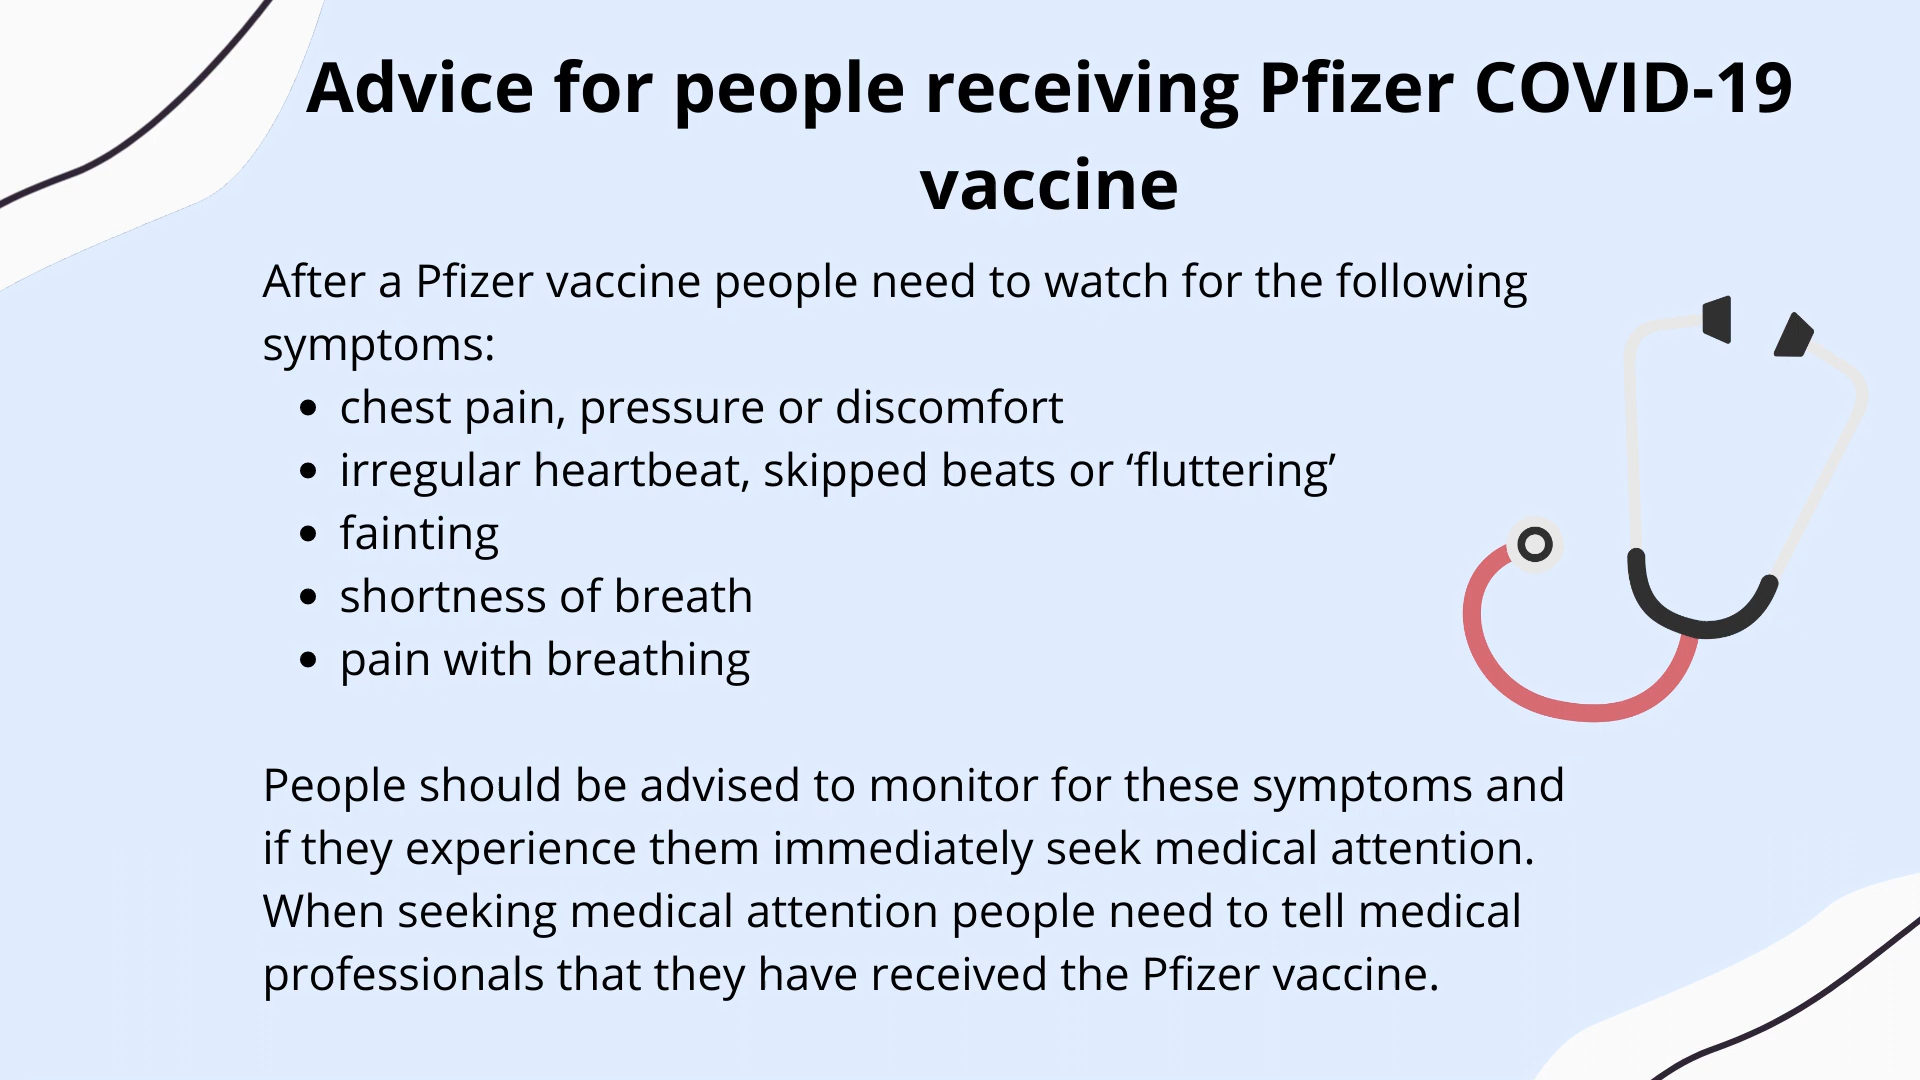 Advice for people receiving Pfizer COVID-19
vaccine
After a Pfizer vaccine people need to watch for the following
symptoms:
• chest pain, pressure or discomfort
• irregular heartbeat, skipped beats or ‘fluttering’
• fainting
• shortness of breath
• pain with breathing
People should be advised to monitor for these symptoms and
if they experience them immediately seek medical attention.
When seeking medical attention people need to tell medical
professionals that they have received the Pfizer vaccine.